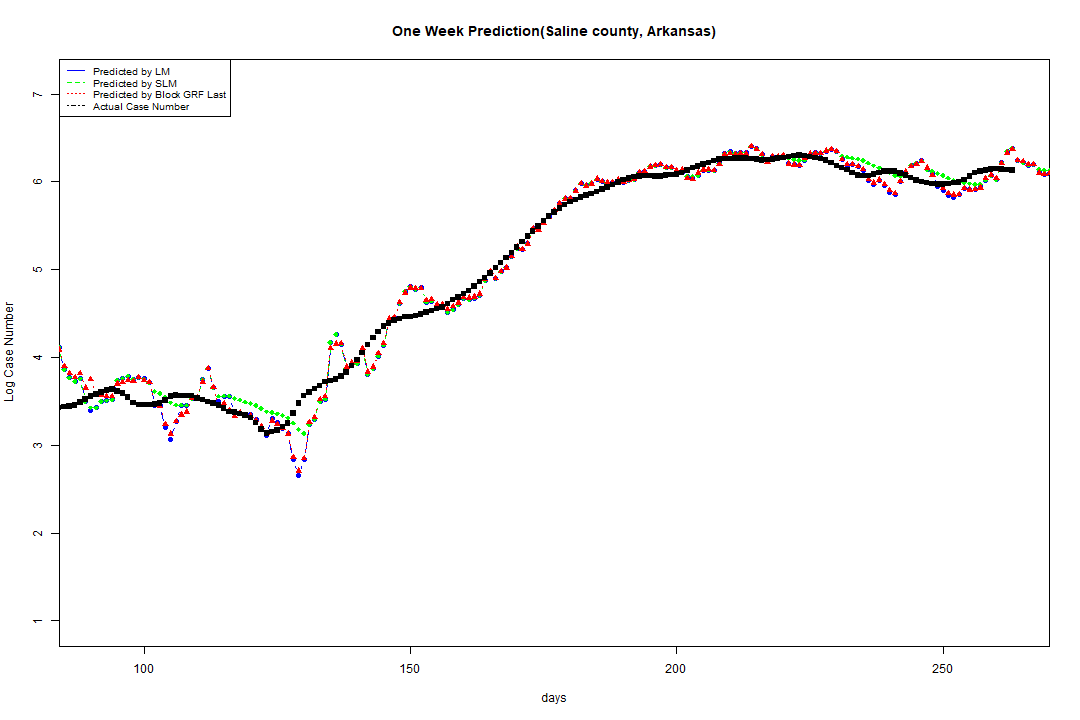 One Week Prediction(Saline county, Arkansas)
Predicted by LM
Predicted by SLM
Predicted by Block GRF Last
Actual Case Number
7
6
5
4
3
2
1
Log Case Number
100 150 200 250
days